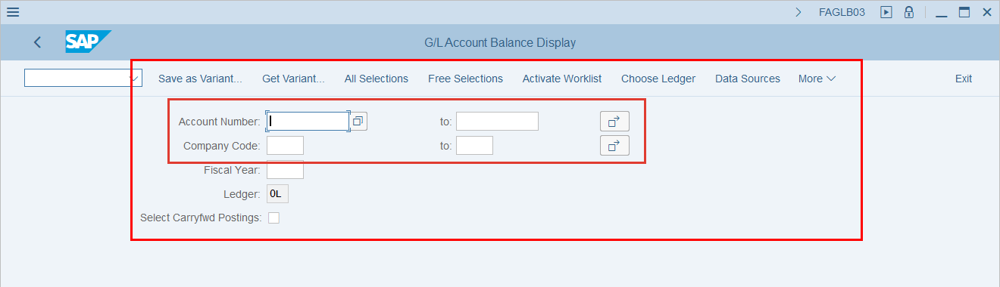 FAGLB03
SAP G/L Account Balance Display
Save as Variant... Get Variant... All Selections Free Selections Activate Worklist Choose Ledger Data Sources More Exit
Account Number: to:
Company Code: to:
Fiscal Year:
Ledger: 0L
Select Carryfwd Postings: